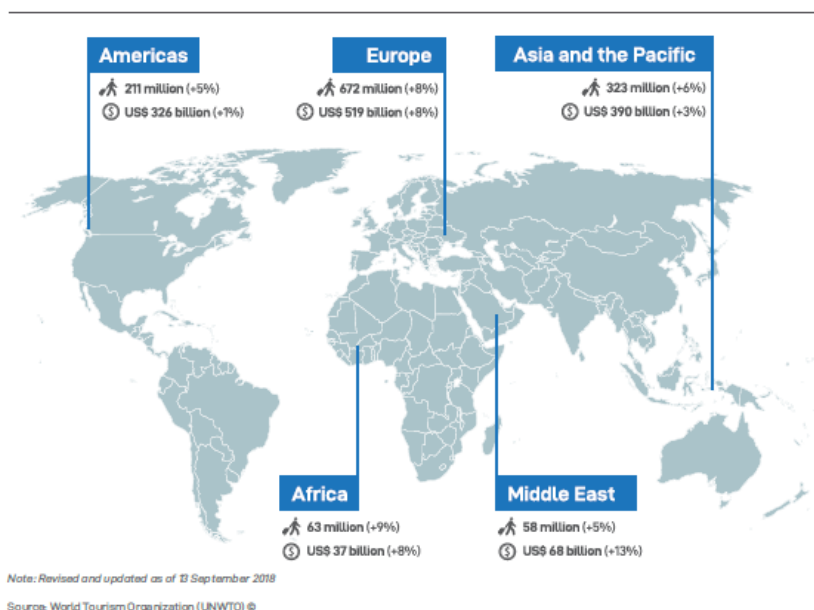 Americas
211 million (+5%)
US$ 326 billion (+1%)
Europe
672 million (+8%)
US$ 519 billion (+8%)
Asia and the Pacific
323 million (+6%)
US$ 390 billion (+3%)
Africa
63 million (+9%)
US$ 37 billion (+8%)
Middle East
58 million (+5%)
US$ 68 billion (+13%)
Note: Revised and updated as of 13 September 2018
Source: World Tourism Organization (UNWTO) ©